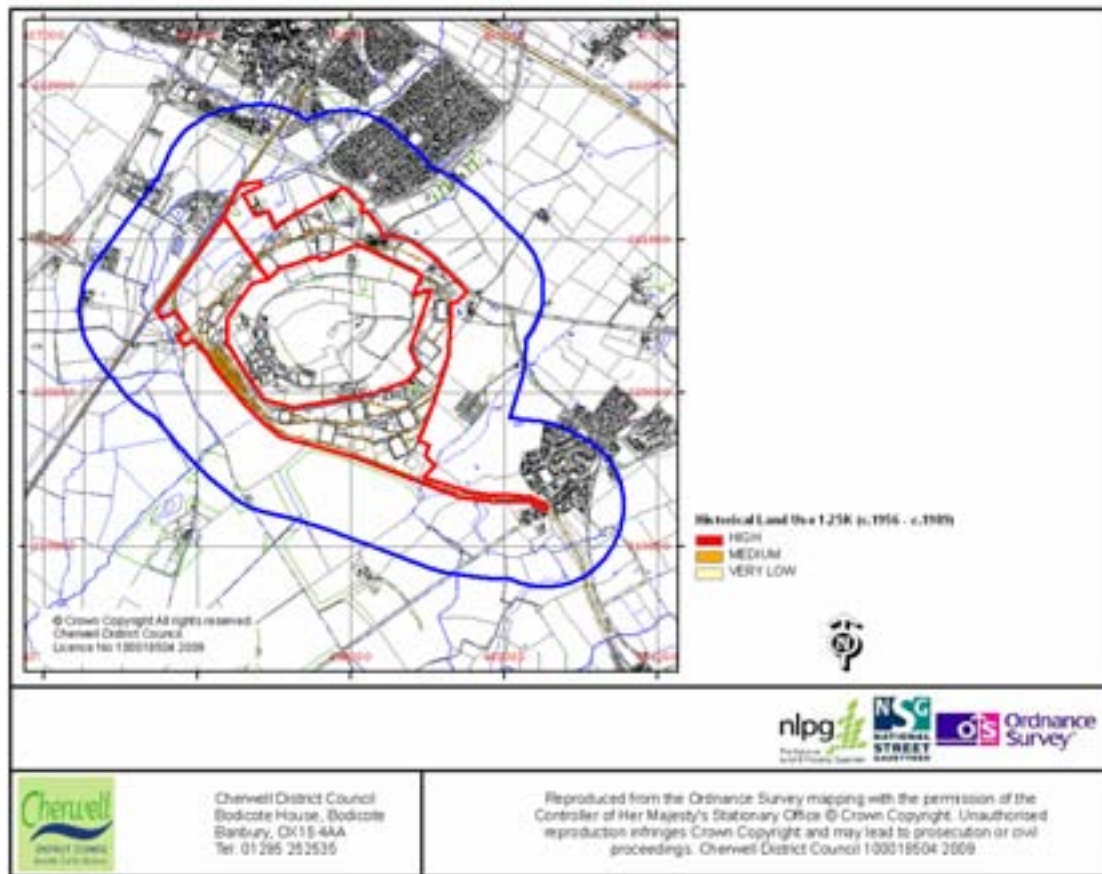 © Crown Copyright All rights reserved
Cherwell District Council
Licence No 100018504 2009
Historical Land Use 1.25K (c.1956 - c.1989)
HIGH
MEDIUM
VERY LOW
N
nlpg
NSG
NATIONAL
STREET
GAZETTEER
Ordnance
Survey
Cherwell
DISTRICT COUNCIL
Cherwell District Council
Bodicote House, Bodicote
Banbury, OX15 4AA
Tel: 01295 252535
Reproduced from the Ordnance Survey mapping with the permission of the
Controller of Her Majesty's Stationary Office © Crown Copyright. Unauthorised
reproduction infringes Crown Copyright and may lead to prosecution or civil
proceedings. Cherwell District Council 100018504 2009